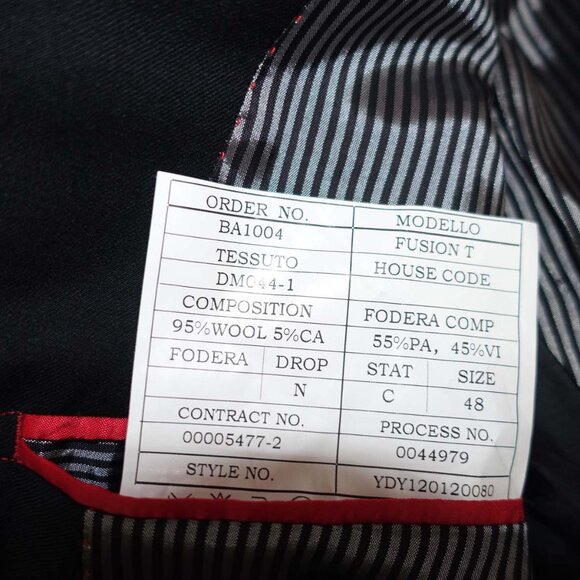 ORDER NO. MODELLO
BA1004 FUSION T
TESSUTO HOUSE CODE
DM044-1
COMPOSITION FODERA COMP
95%WOOL 5%CA 55%PA, 45%VI
FODERA DROP STAT SIZE
N C 48
CONTRACT NO. PROCESS NO.
00005477-2 0044979
STYLE NO. YDY120120080